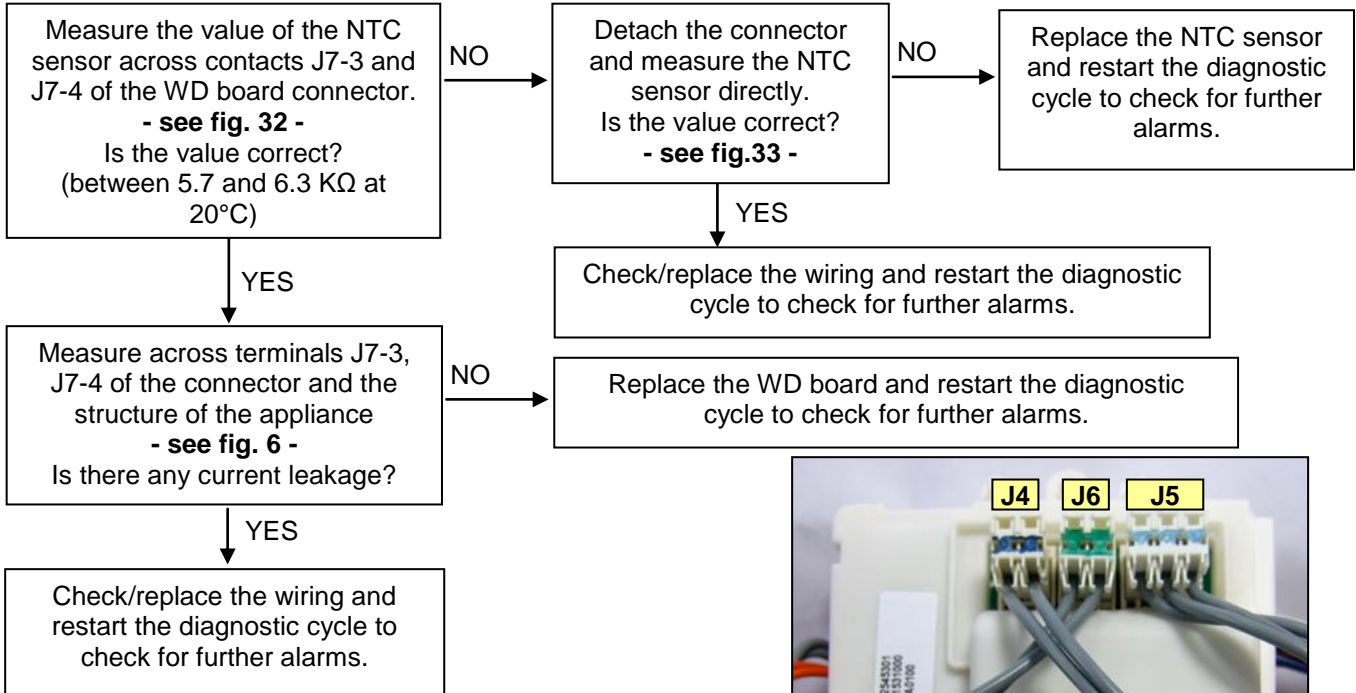 Measure the value of the NTC
sensor across contacts J7-3 and
J7-4 of the WD board connector.
- see fig. 32 -
Is the value correct?
(between 5.7 and 6.3 KΩ at
20°C)
NO
Detach the connector
and measure the NTC
sensor directly.
Is the value correct?
- see fig.33 -
NO
Replace the NTC sensor
and restart the diagnostic
cycle to check for further
alarms.
YES
YES
Check/replace the wiring and restart the diagnostic
cycle to check for further alarms.
Measure across terminals J7-3,
J7-4 of the connector and the
structure of the appliance
- see fig. 6 -
Is there any current leakage?
NO
Replace the WD board and restart the diagnostic
cycle to check for further alarms.
YES
Check/replace the wiring and
restart the diagnostic cycle to
check for further alarms.
J4 J6 J5